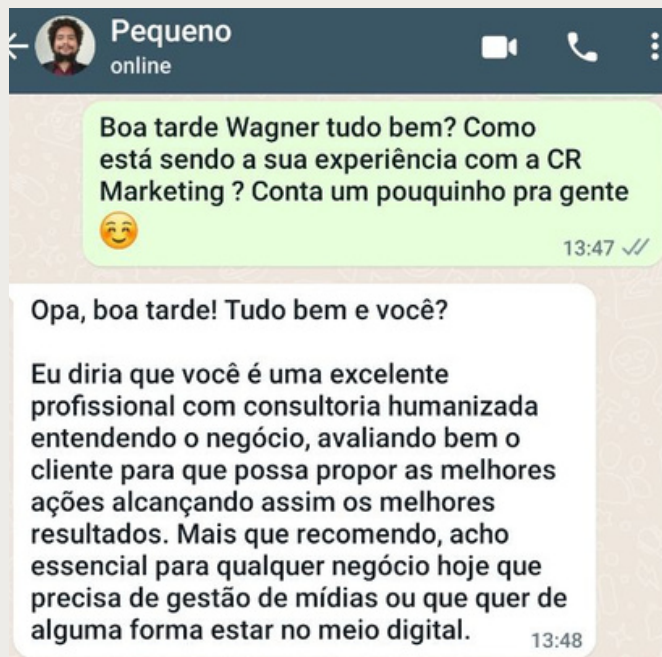 Pequeno
online
Boa tarde Wagner tudo bem? Como
está sendo a sua experiência com a CR
Marketing ? Conta um pouquinho pra gente
☺️
13:47
Opa, boa tarde! Tudo bem e você?
Eu diria que você é uma excelente
profissional com consultoria humanizada
entendendo o negócio, avaliando bem o
cliente para que possa propor as melhores
ações alcançando assim os melhores
resultados. Mais que recomendo, acho
essencial para qualquer negócio hoje que
precisa de gestão de mídias ou que quer de
alguma forma estar no meio digital.
13:48